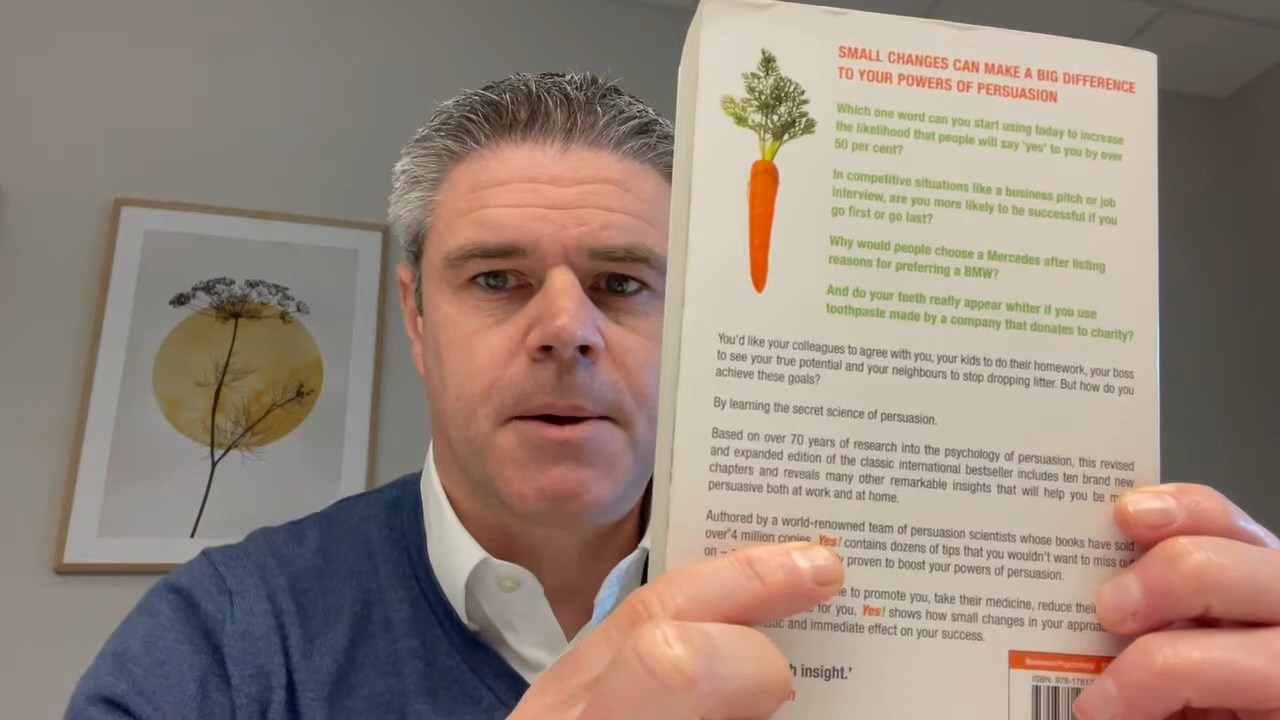 SMALL CHANGES CAN MAKE A BIG DIFFERENCE
TO YOUR POWERS OF PERSUASION
Which one word can you start using today to increase
the likelihood that people will say 'yes' to you by over
50 per cent?
In competitive situations like a business pitch or job
interview, are you more likely to be successful if you
go first or go last?
Why would people choose a Mercedes after listing
reasons for preferring a BMW?
And do your teeth really appear whiter if you use
toothpaste made by a company that donates to charity?
You'd like your colleagues to agree with you, your kids to do their homework, your boss
to see your true potential and your neighbours to stop dropping litter. But how do you
achieve these goals?
By learning the secret science of persuasion.
Based on over 70 years of research into the psychology of persuasion, this revised
and expanded edition of the classic international bestseller includes ten brand new
chapters and reveals many other remarkable insights that will help you be
persuasive both at work and at home.
Authored by a world-renowned team of persuasion scientists whose books have sold
over 4 million copies, Yes! contains dozens of tips that you wouldn't want to miss out
on – proven to boost your powers of persuasion.
to promote you, take their medicine, reduce their
for you, Yes! shows how small changes in your
and immediate effect on your success.
insight.'
Business/Psychology
ISBN: 978-178